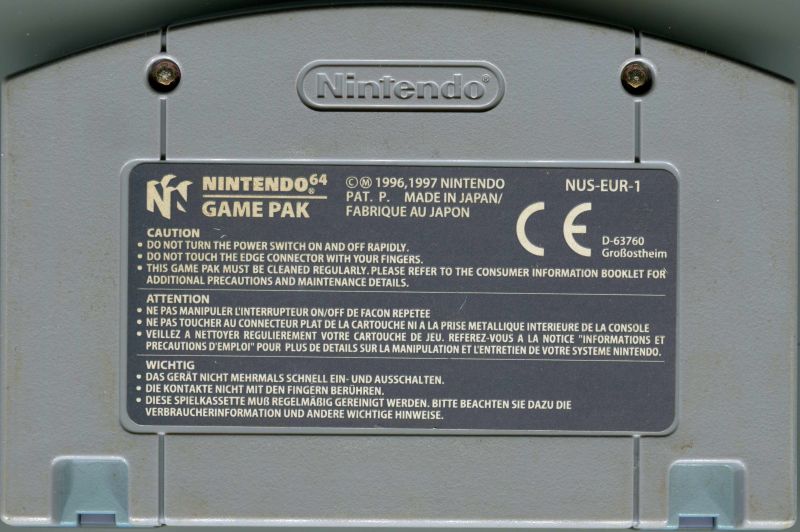 Nintendo®
NINTENDO64®
GAME PAK
©Ⓜ 1996,1997 NINTENDO
PAT. P. MADE IN JAPAN/
FABRIQUE AU JAPON
NUS-EUR-1
CE
D-63760
Großostheim
CAUTION
• DO NOT TURN THE POWER SWITCH ON AND OFF RAPIDLY.
• DO NOT TOUCH THE EDGE CONNECTOR WITH YOUR FINGERS.
• THIS GAME PAK MUST BE CLEANED REGULARLY. PLEASE REFER TO THE CONSUMER INFORMATION BOOKLET FOR
ADDITIONAL PRECAUTIONS AND MAINTENANCE DETAILS.
ATTENTION
• NE PAS MANIPULER L'INTERRUPTEUR ON/OFF DE FACON REPETEE
• NE PAS TOUCHER AU CONNECTEUR PLAT DE LA CARTOUCHE NI A LA PRISE METALLIQUE INTERIEURE DE LA CONSOLE
• VEILLEZ A NETTOYER REGULIEREMENT VOTRE CARTOUCHE DE JEU. REFEREZ-VOUS A LA NOTICE "INFORMATIONS ET
PRECAUTIONS D'EMPLOI" POUR PLUS DE DETAILS SUR LA MANIPULATION ET L'ENTRETIEN DE VOTRE SYSTEME NINTENDO.
WICHTIG
• DAS GERÄT NICHT MEHRMALS SCHNELL EIN- UND AUSSCHALTEN.
• DIE KONTAKTE NICHT MIT DEN FINGERN BERÜHREN.
• DIESE SPIELKASSETTE MUß REGELMÄßIG GEREINIGT WERDEN. BITTE BEACHTEN SIE DAZU DIE
VERBRAUCHERINFORMATION UND ANDERE WICHTIGE HINWEISE.